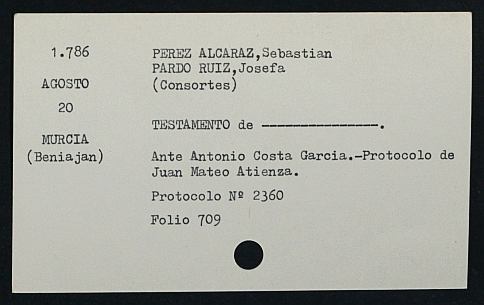 1.786
AGOSTO
20
MURCIA
(Beniajan)
PEREZ ALCARAZ,Sebastian
PARDO RUIZ,Josefa
(Consortes)
TESTAMENTO de ---------------.
Ante Antonio Costa Garcia.-Protocolo de
Juan Mateo Atienza.
Protocolo Nº 2360
Folio 709